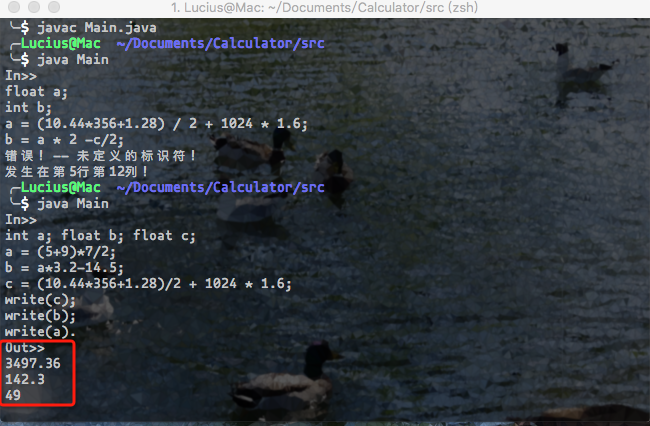 1. Lucius@Mac: ~/Documents/Calculator/src (zsh)
╰─$ javac Main.java
╭─Lucius@Mac ~/Documents/Calculator/src
╰─$ java Main
In>>
float a;
int b;
a = (10.44*356+1.28) / 2 + 1024 * 1.6;
b = a * 2 -c/2;
错误！-- 未定义的标识符！
发生在第5行第12列！
╭─Lucius@Mac ~/Documents/Calculator/src
╰─$ java Main
In>>
int a; float b; float c;
a = (5+9)*7/2;
b = a*3.2-14.5;
c = (10.44*356+1.28)/2 + 1024 * 1.6;
write(c);
write(b);
write(a).
Out>>
3497.36
142.3
49